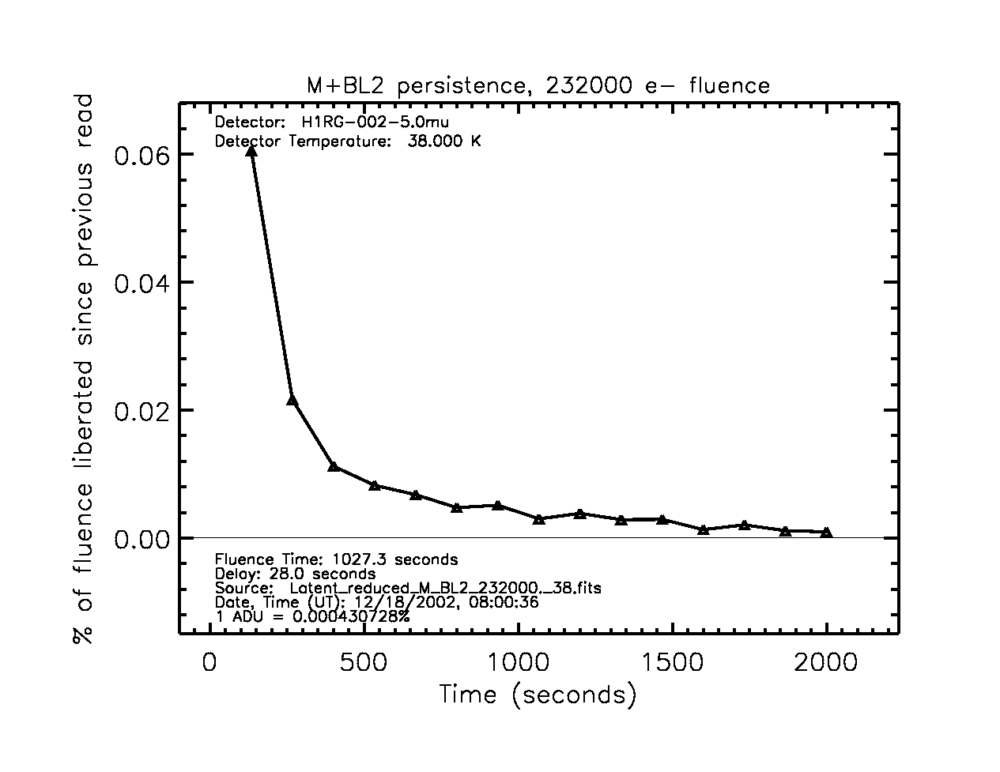 M+BL2 persistence, 232000 e- fluence
Detector: H1RG-002-5.0mu
Detector Temperature: 38.000 K
% of fluence liberated since previous read
0.06
0.04
0.02
0.00
Fluence Time: 1027.3 seconds
Delay: 28.0 seconds
Source: Latent_reduced_M_BL2_232000._38.fits
Date, Time (UT): 12/18/2002, 08:00:36
1 ADU = 0.000430728%
0 500 1000 1500 2000
Time (seconds)